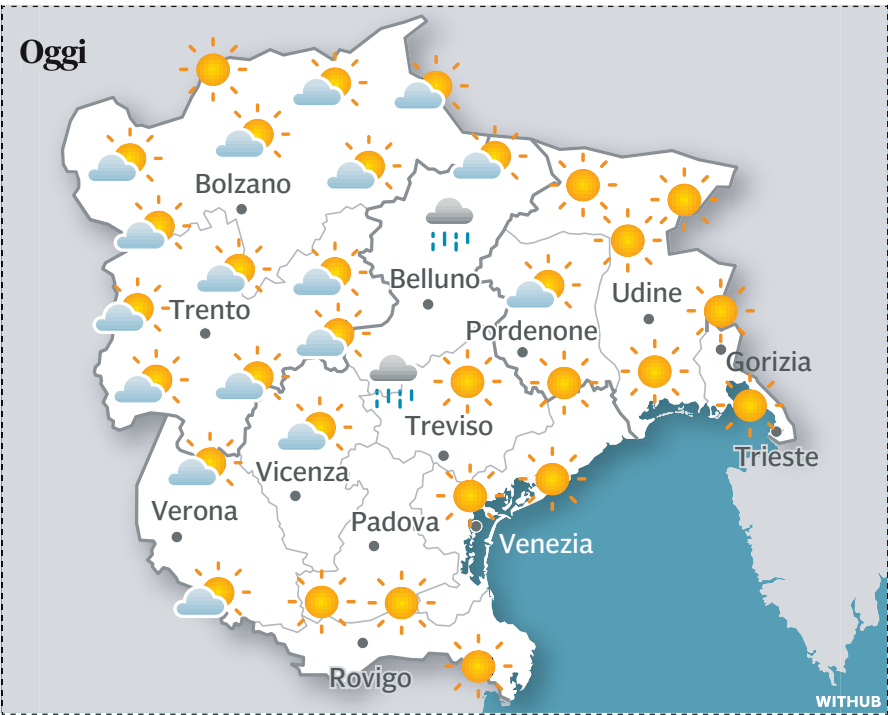 Oggi
Bolzano
Belluno
Trento
Udine
Pordenone
Gorizia
Treviso
Trieste
Vicenza
Verona
Padova
Venezia
Rovigo
WITHUB